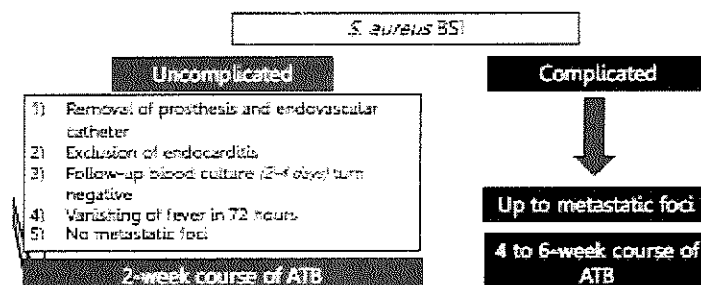 S. aureus BSI
Uncomplicated
1) Removal of prosthesis and endovascular
catheter
2) Exclusion of endocarditis
3) Follow-up blood culture (2-4 days) turn
negative
4) Vanishing of fever in 72 hours
5) No metastatic foci
2-week course of ATB
Complicated
Up to metastatic foci
4 to 6-week course of
ATB